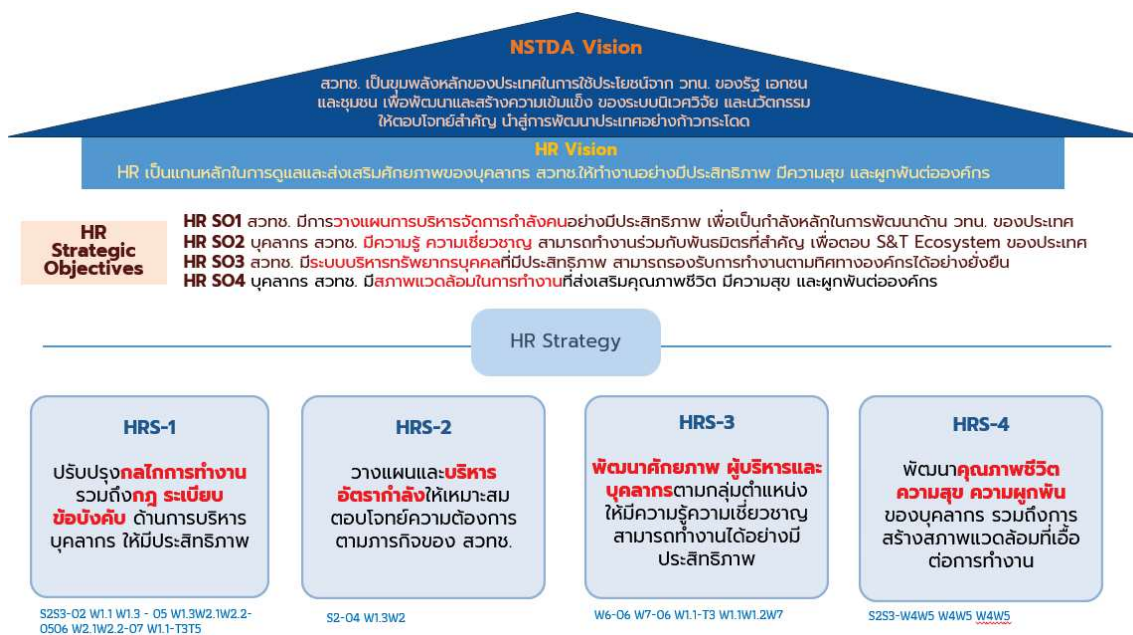 NSTDA Vision
สวทช. เป็นขุมพลังหลักของประเทศในการใช้ประโยชน์จาก วทน. ของรัฐ เอกชน
และชุมชน เพื่อพัฒนาและสร้างความเข้มแข็ง ของระบบนิเวศวิจัย และนวัตกรรม
ให้ตอบโจทย์สำคัญ นำสู่การพัฒนาประเทศอย่างก้าวกระโดด
HR Vision
HR เป็นแกนหลักในการดูแลและส่งเสริมศักยภาพของบุคลากร สวทช.ให้ทำงานอย่างมีประสิทธิภาพ มีความสุข และผูกพันต่อองค์กร
HR
Strategic
Objectives
HR SO1 สวทช. มีการวางแผนการบริหารจัดการกำลังคนอย่างมีประสิทธิภาพ เพื่อเป็นกำลังหลักในการพัฒนาด้าน วทน. ของประเทศ
HR SO2 บุคลากร สวทช. มีความรู้ ความเชี่ยวชาญ สามารถทำงานร่วมกับพันธมิตรที่สำคัญ เพื่อตอบ S&T Ecosystem ของประเทศ
HR SO3 สวทช. มีระบบบริหารทรัพยากรบุคคลที่มีประสิทธิภาพ สามารถรองรับการทำงานตามทิศทางองค์กรได้อย่างยั่งยืน
HR SO4 บุคลากร สวทช. มีสภาพแวดล้อมในการทำงานที่ส่งเสริมคุณภาพชีวิต มีความสุข และผูกพันต่อองค์กร
HR Strategy
HRS-1
ปรับปรุงกลไกการทำงาน
รวมถึงกฎ ระเบียบ
ข้อบังคับ ด้านการบริหาร
บุคลากร ให้มีประสิทธิภาพ
S2S3-O2 W1.1 W1.3 - O5 W1.3W2.1W2.2-
O5O6 W2.1W2.2-O7 W1.1-T3T5
HRS-2
วางแผนและบริหาร
อัตรากำลังให้เหมาะสม
ตอบโจทย์ความต้องการ
ตามภารกิจของ สวทช.
S2-O4 W1.3W2
HRS-3
พัฒนาศักยภาพ ผู้บริหารและ
บุคลากรตามกลุ่มตำแหน่ง
ให้มีความรู้ความเชี่ยวชาญ
สามารถทำงานได้อย่างมี
ประสิทธิภาพ
W6-O6 W7-O6 W1.1-T3 W1.1W1.2W7
HRS-4
พัฒนาคุณภาพชีวิต
ความสุข ความผูกพัน
ของบุคลากร รวมถึงการ
สร้างสภาพแวดล้อมที่เอื้อ
ต่อการทำงาน
S2S3-W4W5 W4W5 W4W5